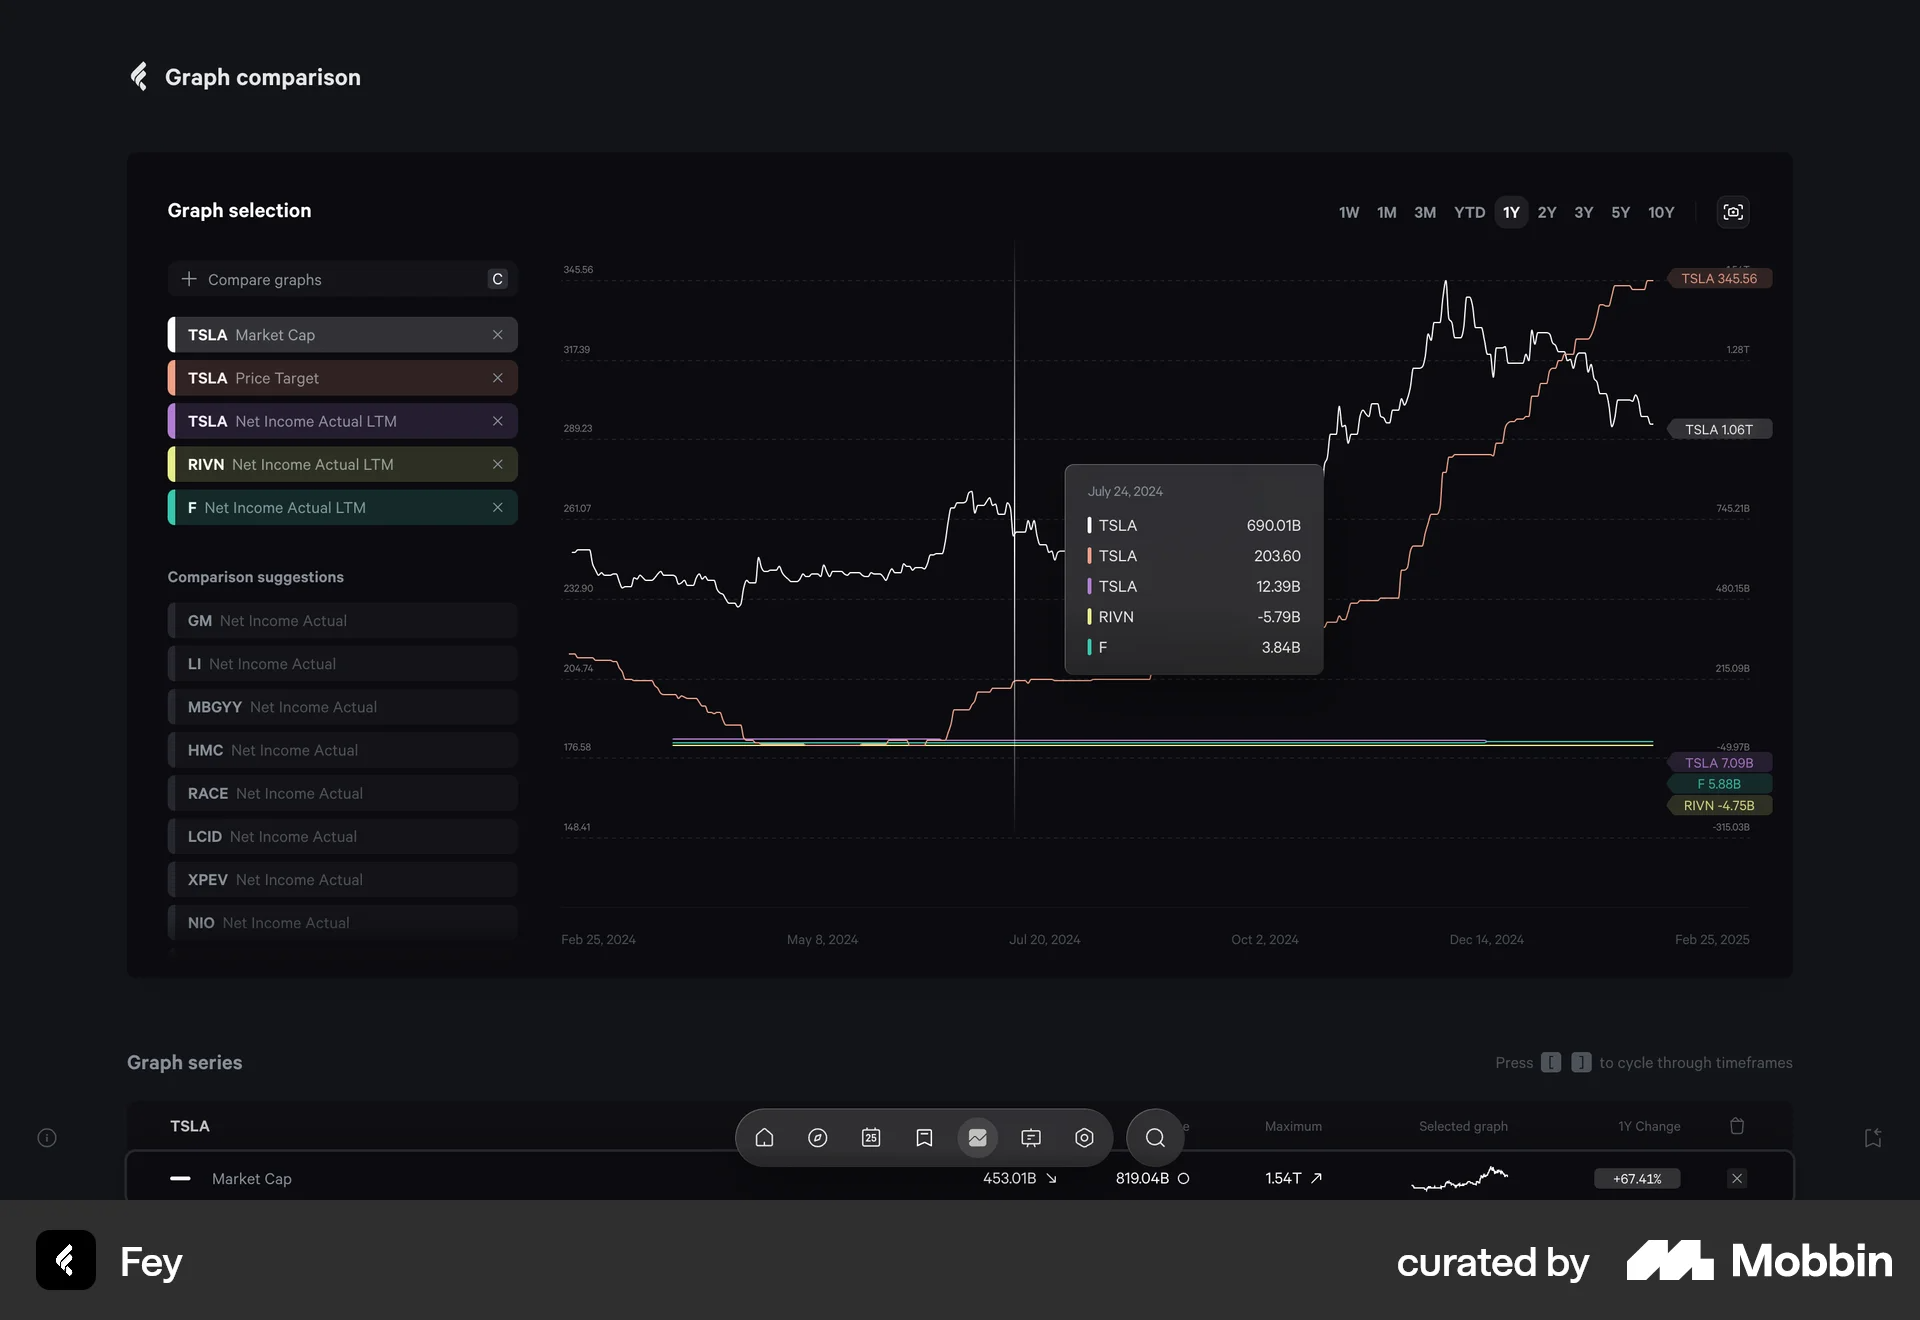 Graph comparison
Graph selection
1W 1M 3M YTD 1Y 2Y 3Y 5Y 10Y
Compare graphs C
TSLA Market Cap
TSLA Price Target
TSLA Net Income Actual LTM
RIVN Net Income Actual LTM
F Net Income Actual LTM
Comparison suggestions
GM Net Income Actual
LI Net Income Actual
MBGYY Net Income Actual
HMC Net Income Actual
RACE Net Income Actual
LCID Net Income Actual
XPEV Net Income Actual
NIO Net Income Actual
345.56
317.39
289.23
261.07
232.90
204.74
176.58
148.41
July 24, 2024
TSLA 690.01B
TSLA 203.60
TSLA 12.39B
RIVN -5.79B
F 3.84B
TSLA 345.56
1.28T
TSLA 1.06T
745.21B
480.15B
215.09B
-49.97B
TSLA 7.09B
F 5.88B
RIVN -4.75B
-315.03B
Feb 25, 2024 May 8, 2024 Jul 20, 2024 Oct 2, 2024 Dec 14, 2024 Feb 25, 2025
Graph series
Press [ ] to cycle through timeframes
TSLA Maximum Selected graph 1Y Change
25
Market Cap 453.01B 819.04B 1.54T +67.41%
Fey
curated by Mobbin